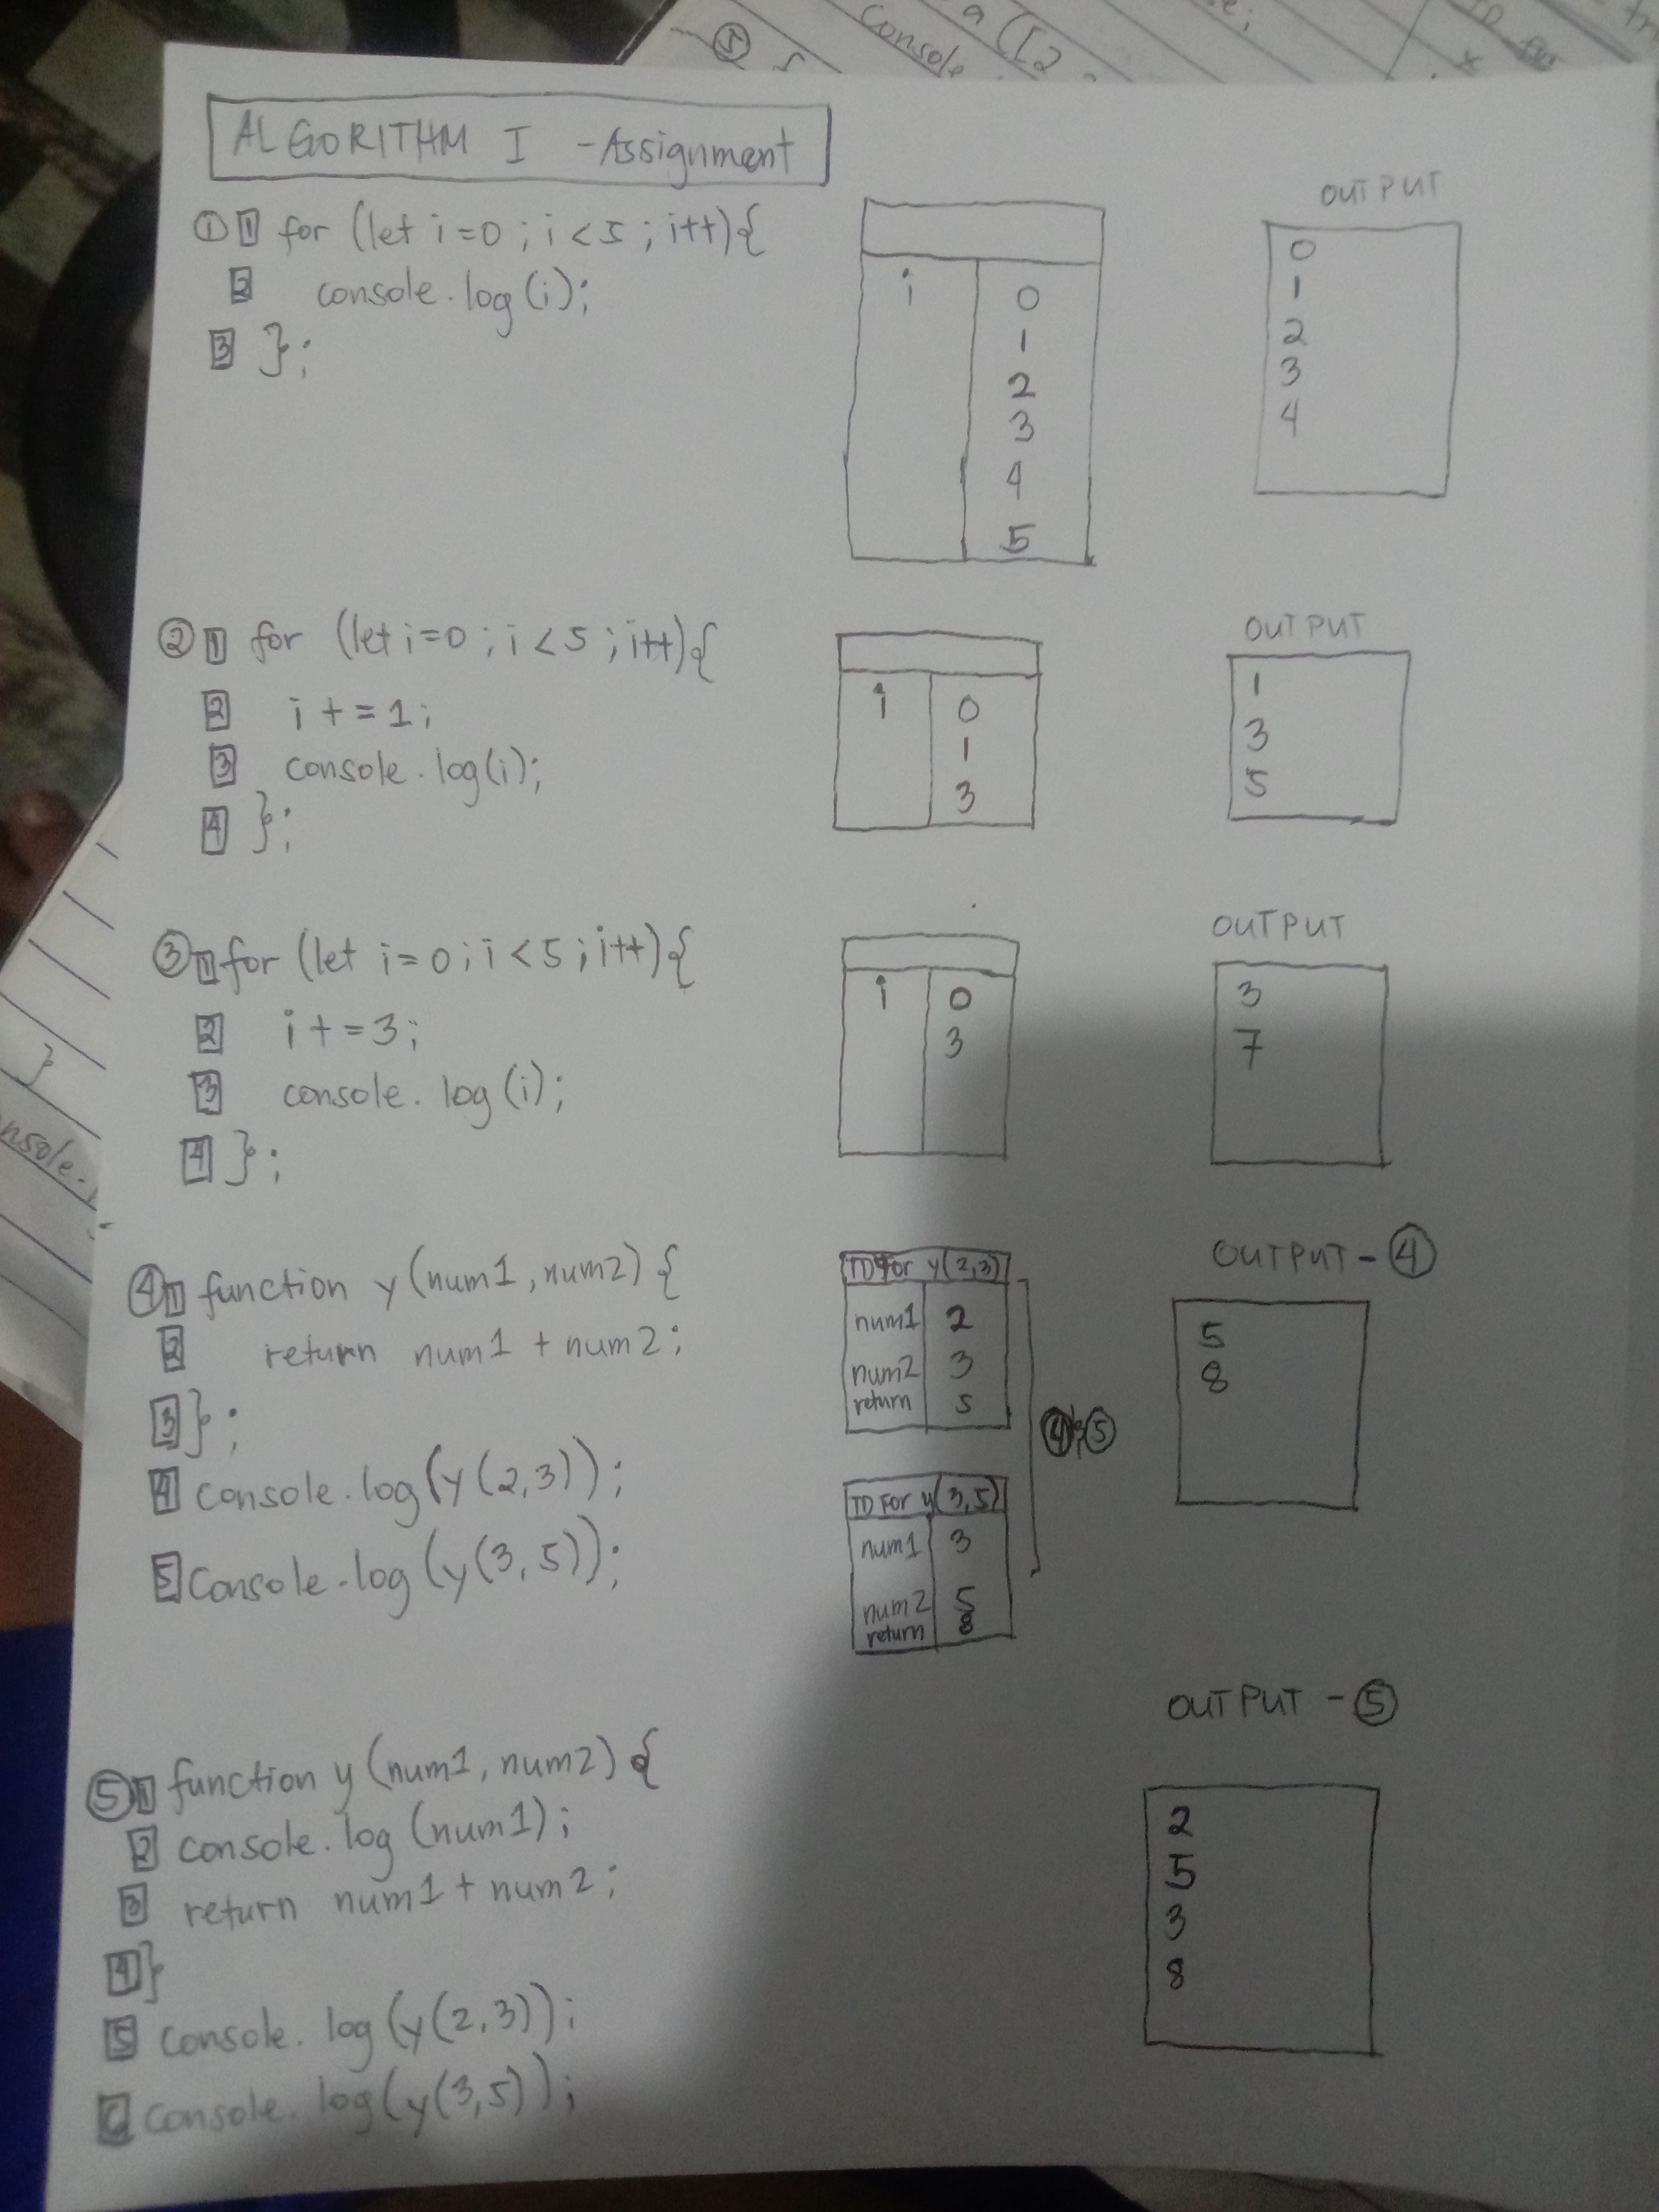 ALGORITHM I - Assignment
① 1 for (let i=0; i<5; i++){
2 console.log(i);
3 };
i 0
1
2
3
4
5
OUTPUT
0
1
2
3
4
② 1 for (let i=0; i<5; i++){
2 i+=1;
3 console.log(i);
4 };
i 0
1
3
OUTPUT
1
3
5
③ 1 for (let i=0; i<5; i++){
2 i+=3;
3 console.log(i);
4 };
i 0
3
OUTPUT
3
7
④ 1 function y(num1, num2) {
2 return num1 + num2;
3 };
4 console.log(y(2,3));
5 console.log(y(3,5));
TD For y(2,3)
num1 2
num2 3
return 5
TD For y(3,5)
num1 3
num2 5
return 8
④ ⑤
OUTPUT - ④
5
8
⑤ 1 function y(num1, num2) {
2 console.log(num1);
3 return num1 + num2;
4 }
5 console.log(y(2,3));
6 console.log(y(3,5));
OUTPUT - ⑤
2
5
3
8
⑤
console
a([2
}